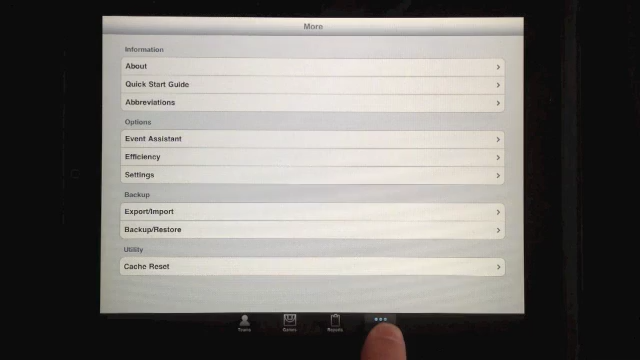 More
Information
About
Quick Start Guide
Abbreviations
Options
Event Assistant
Efficiency
Settings
Backup
Export/Import
Backup/Restore
Utility
Cache Reset
Teams
Games
Reports